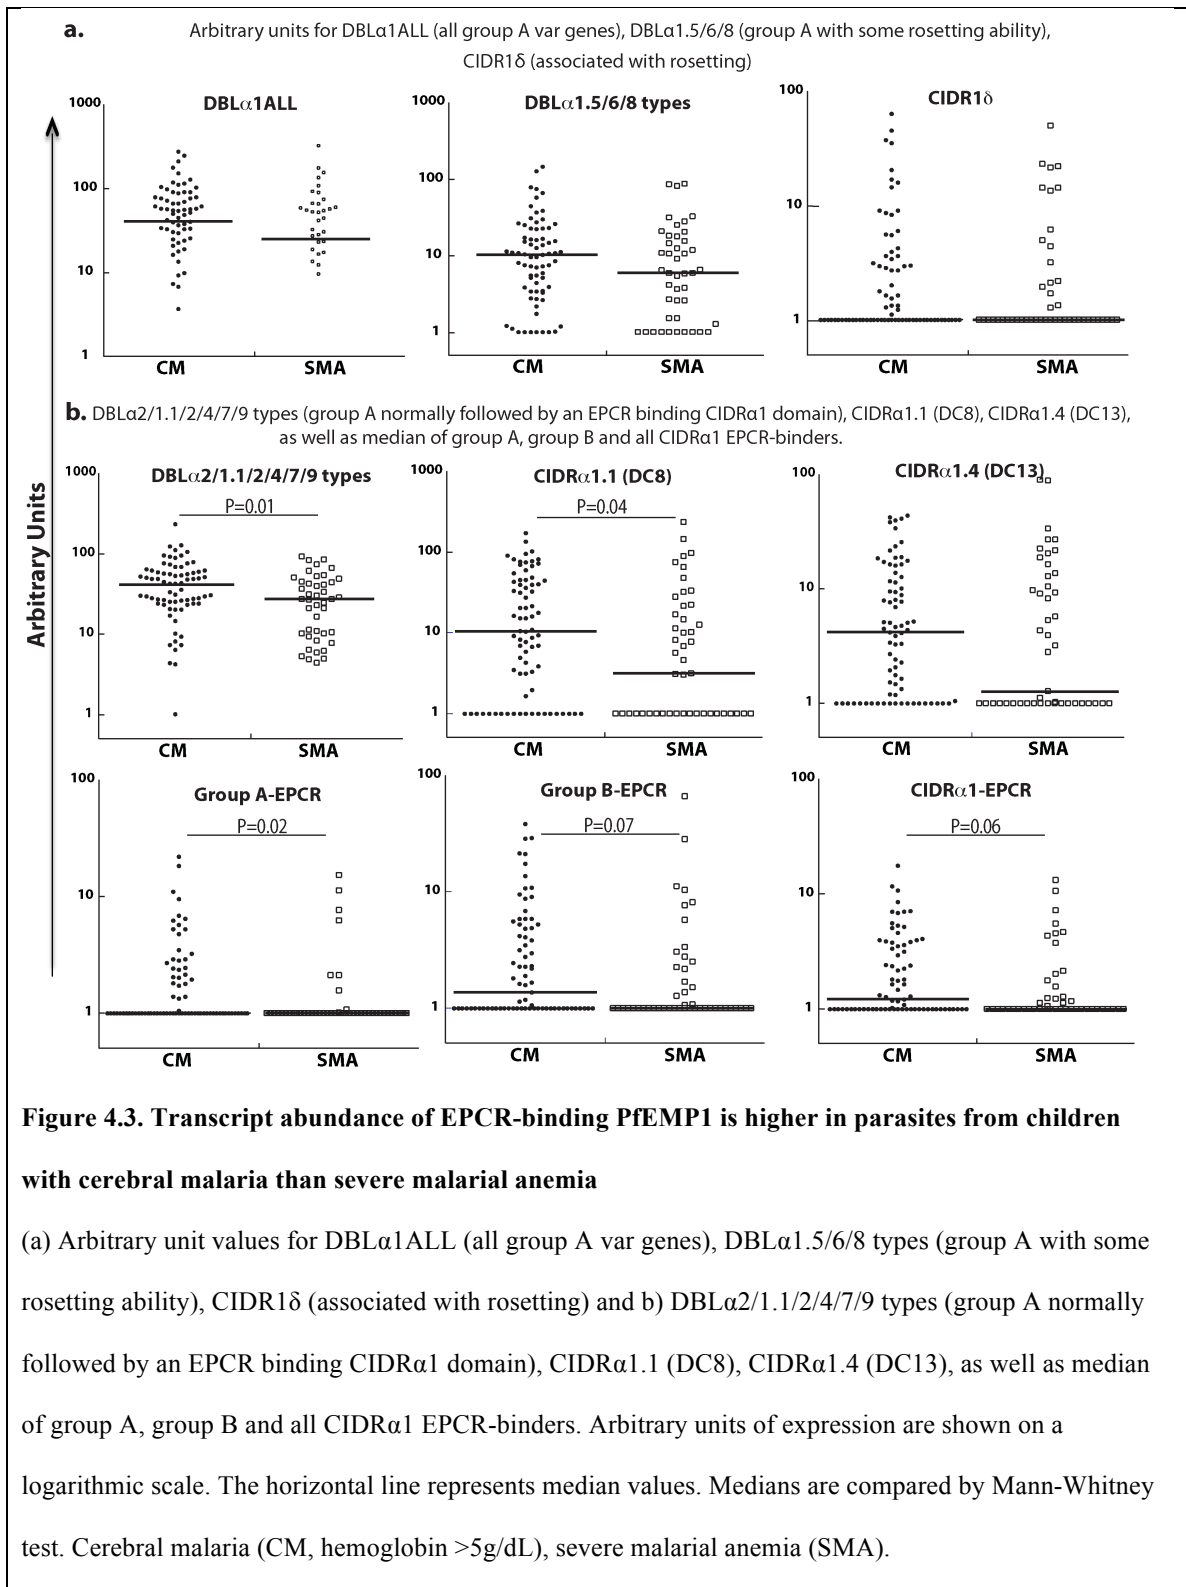 a. Arbitrary units for DBLα1ALL (all group A var genes), DBLα1.5/6/8 (group A with some rosetting ability),
CIDR1δ (associated with rosetting)
DBLα1ALL
1000
100
10
1
CM SMA
DBLα1.5/6/8 types
1000
100
10
1
CM SMA
CIDR1δ
100
10
1
CM SMA
b. DBLα2/1.1/2/4/7/9 types (group A normally followed by an EPCR binding CIDRα1 domain), CIDRα1.1 (DC8), CIDRα1.4 (DC13),
as well as median of group A, group B and all CIDRα1 EPCR-binders.
Arbitrary Units
DBLα2/1.1/2/4/7/9 types
P=0.01
1000
100
10
1
CM SMA
CIDRα1.1 (DC8)
P=0.04
1000
100
10
1
CM SMA
CIDRα1.4 (DC13)
100
10
1
CM SMA
Group A-EPCR
P=0.02
100
10
1
CM SMA
Group B-EPCR
P=0.07
100
10
1
CM SMA
CIDRα1-EPCR
P=0.06
100
10
1
CM SMA
Figure 4.3. Transcript abundance of EPCR-binding PfEMP1 is higher in parasites from children
with cerebral malaria than severe malarial anemia
(a) Arbitrary unit values for DBLα1ALL (all group A var genes), DBLα1.5/6/8 types (group A with some
rosetting ability), CIDR1δ (associated with rosetting) and b) DBLα2/1.1/2/4/7/9 types (group A normally
followed by an EPCR binding CIDRα1 domain), CIDRα1.1 (DC8), CIDRα1.4 (DC13), as well as median
of group A, group B and all CIDRα1 EPCR-binders. Arbitrary units of expression are shown on a
logarithmic scale. The horizontal line represents median values. Medians are compared by Mann-Whitney
test. Cerebral malaria (CM, hemoglobin >5g/dL), severe malarial anemia (SMA).